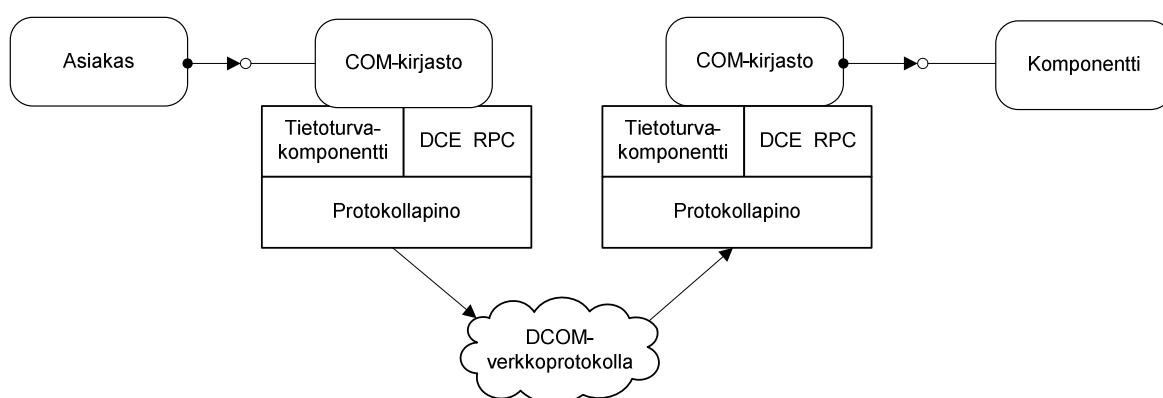 Asiakas
COM-kirjasto
COM-kirjasto
Komponentti
Tietoturva-
komponentti
DCE RPC
Tietoturva-
komponentti
DCE RPC
Protokollapino
Protokollapino
DCOM-
verkkoprotokolla